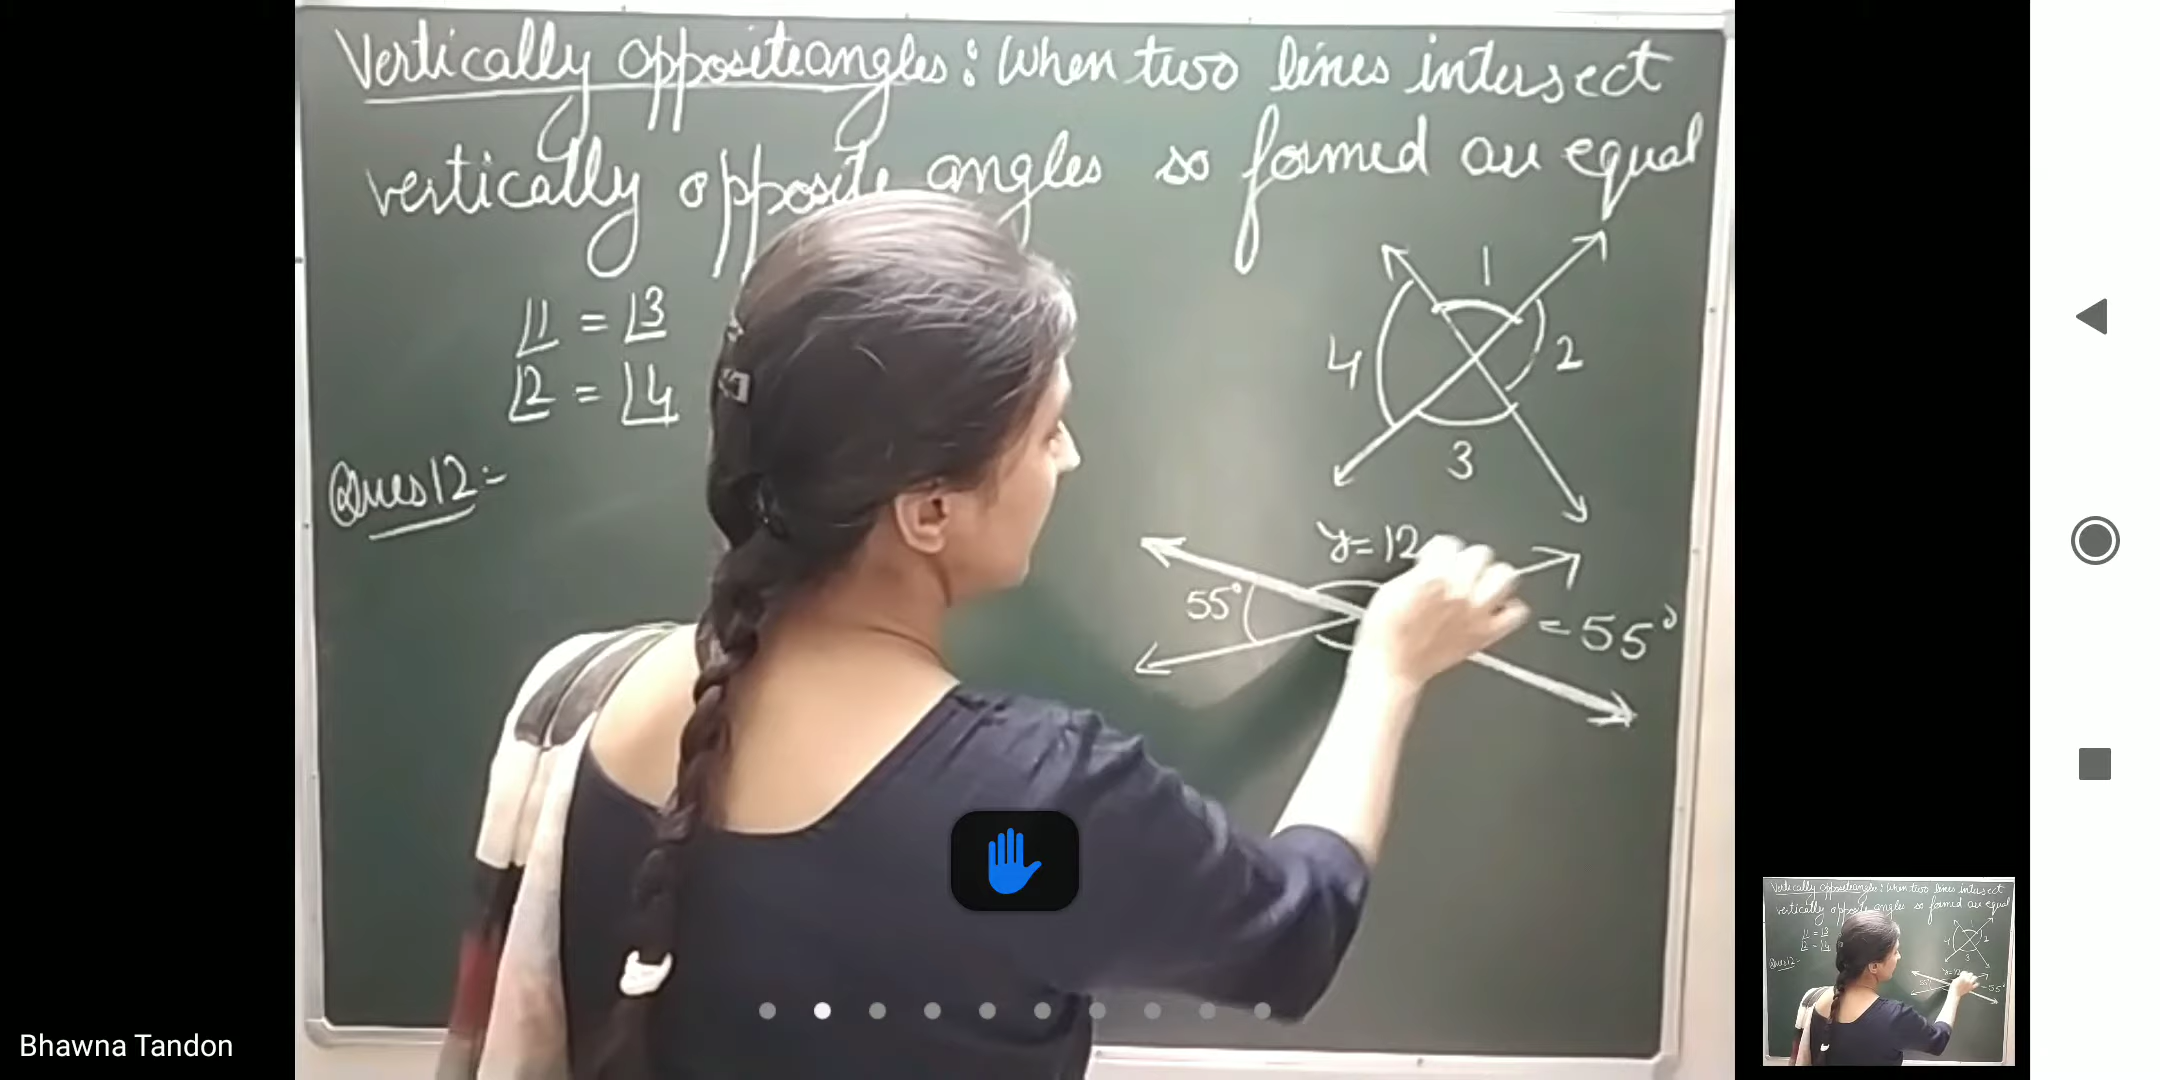 Vertically opposite angles: When two lines intersect
vertically opposite angles so formed are equal
∠1 = ∠3
∠2 = ∠4
1
4
2
3
Ques12:-
y=12
55°
= 55°
Bhawna Tandon